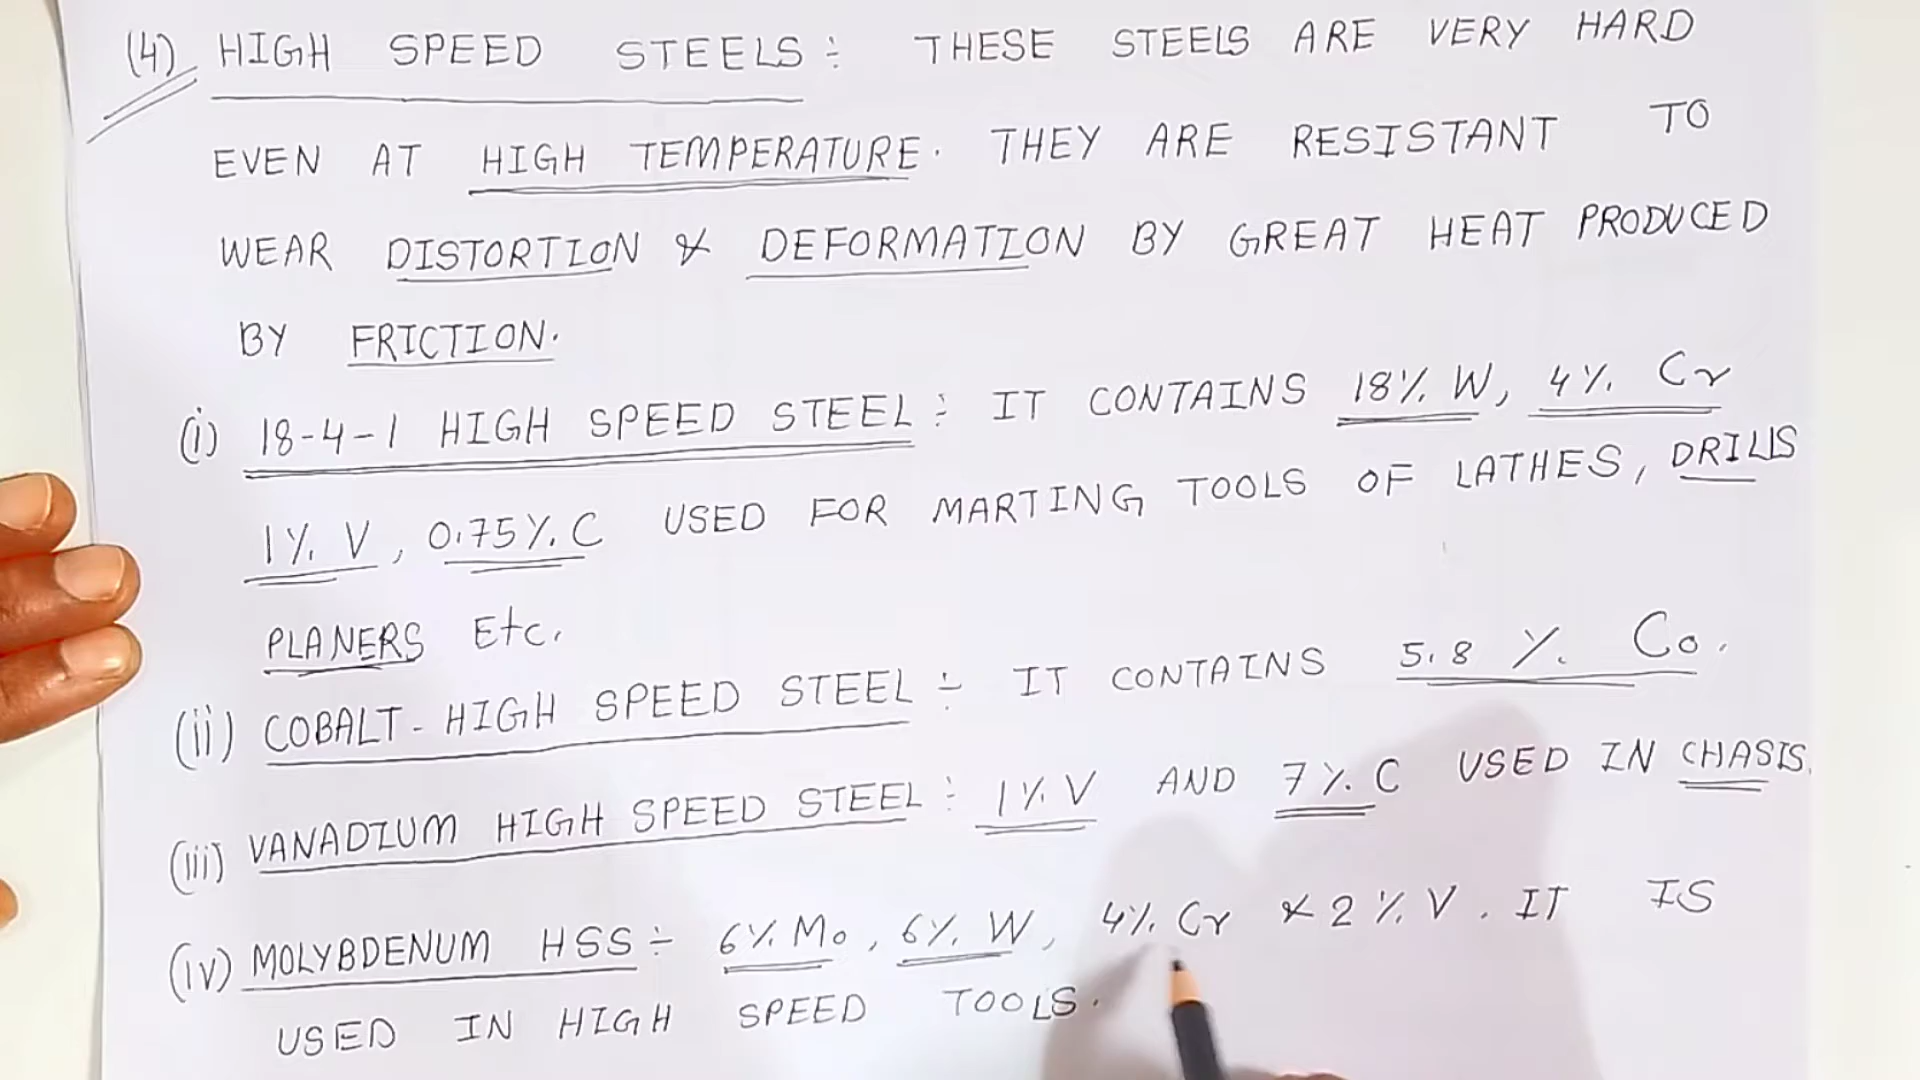 (4) HIGH SPEED STEELS÷ THESE STEELS ARE VERY HARD
EVEN AT HIGH TEMPERATURE. THEY ARE RESISTANT TO
WEAR DISTORTION & DEFORMATION BY GREAT HEAT PRODUCED
BY FRICTION.
(i) 18-4-1 HIGH SPEED STEEL÷ IT CONTAINS 18% W, 4% Cr
1% V, 0.75% C USED FOR MARTING TOOLS OF LATHES, DRILLS
PLANERS Etc.
(ii) COBALT-HIGH SPEED STEEL÷ IT CONTAINS 5.8 % Co.
(iii) VANADIUM HIGH SPEED STEEL÷ 1% V AND 7% C USED IN CHASIS.
(iv) MOLYBDENUM HSS÷ 6% Mo, 6% W, 4% Cr & 2% V. IT IS
USED IN HIGH SPEED TOOLS.